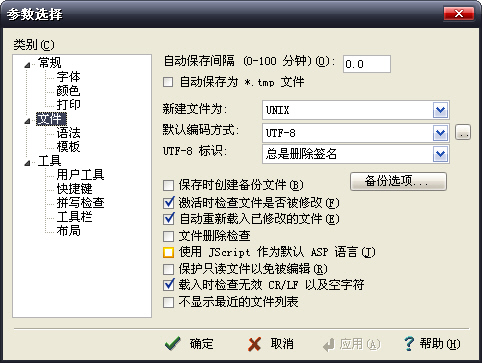 参数选择
类别(C)
常规
字体
颜色
打印
文件
语法
模板
工具
用户工具
快捷键
拼写检查
工具栏
布局
自动保存间隔 (0-100 分钟)(O):
0.0
自动保存为 *.tmp 文件
新建文件为:
UNIX
默认编码方式:
UTF-8
..
UTF-8 标识:
总是删除签名
保存时创建备份文件(B)
备份选项...
激活时检查文件是否被修改(F)
自动重新载入已修改的文件(E)
文件删除检查
使用 JScript 作为默认 ASP 语言(J)
保护只读文件以免被编辑(R)
载入时检查无效 CR/LF 以及空字符
不显示最近的文件列表
确定
取消
应用(A)
帮助(H)